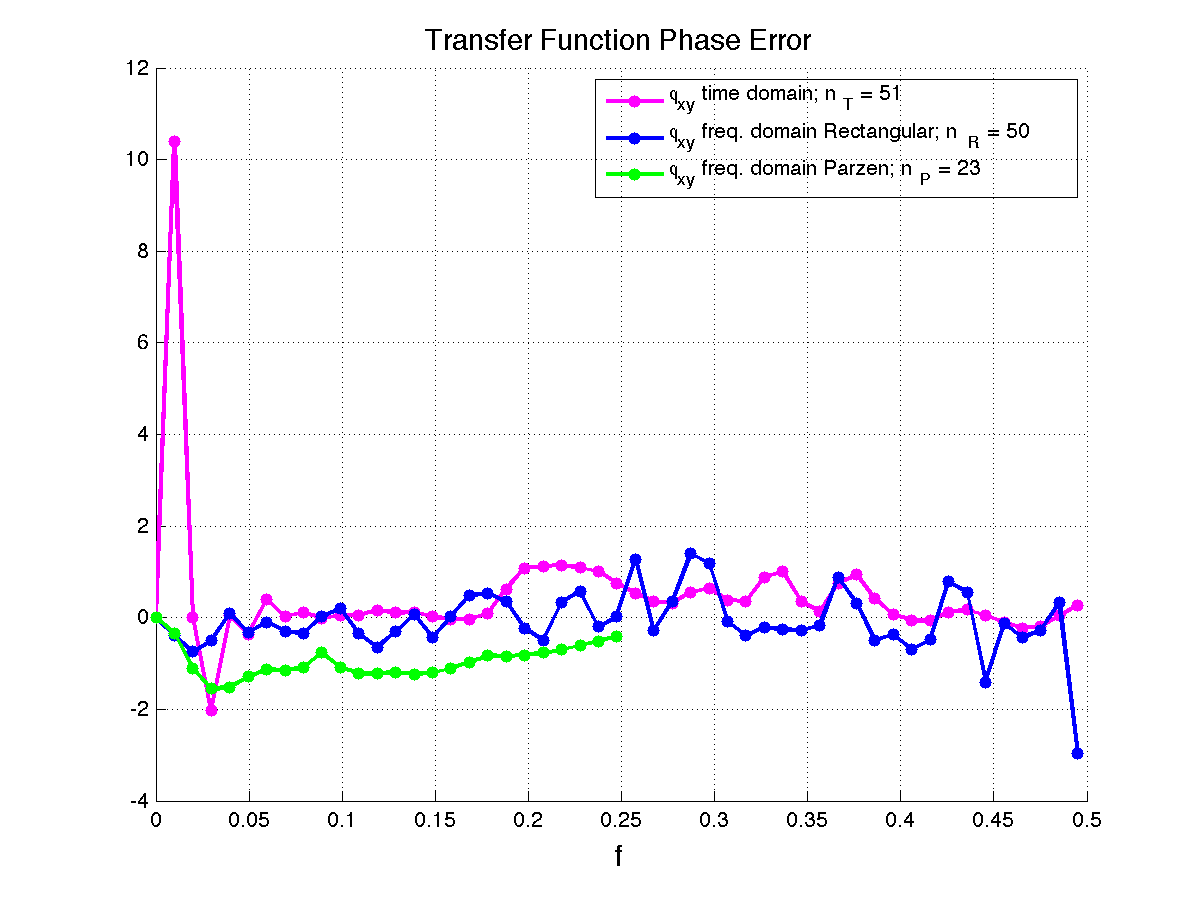 Transfer Function Phase Error
12
10
8
6
4
2
0
-2
-4
q_xy time domain; n_T = 51
q_xy freq. domain Rectangular; n_R = 50
q_xy freq. domain Parzen; n_P = 23
0 0.05 0.1 0.15 0.2 0.25 0.3 0.35 0.4 0.45 0.5
f